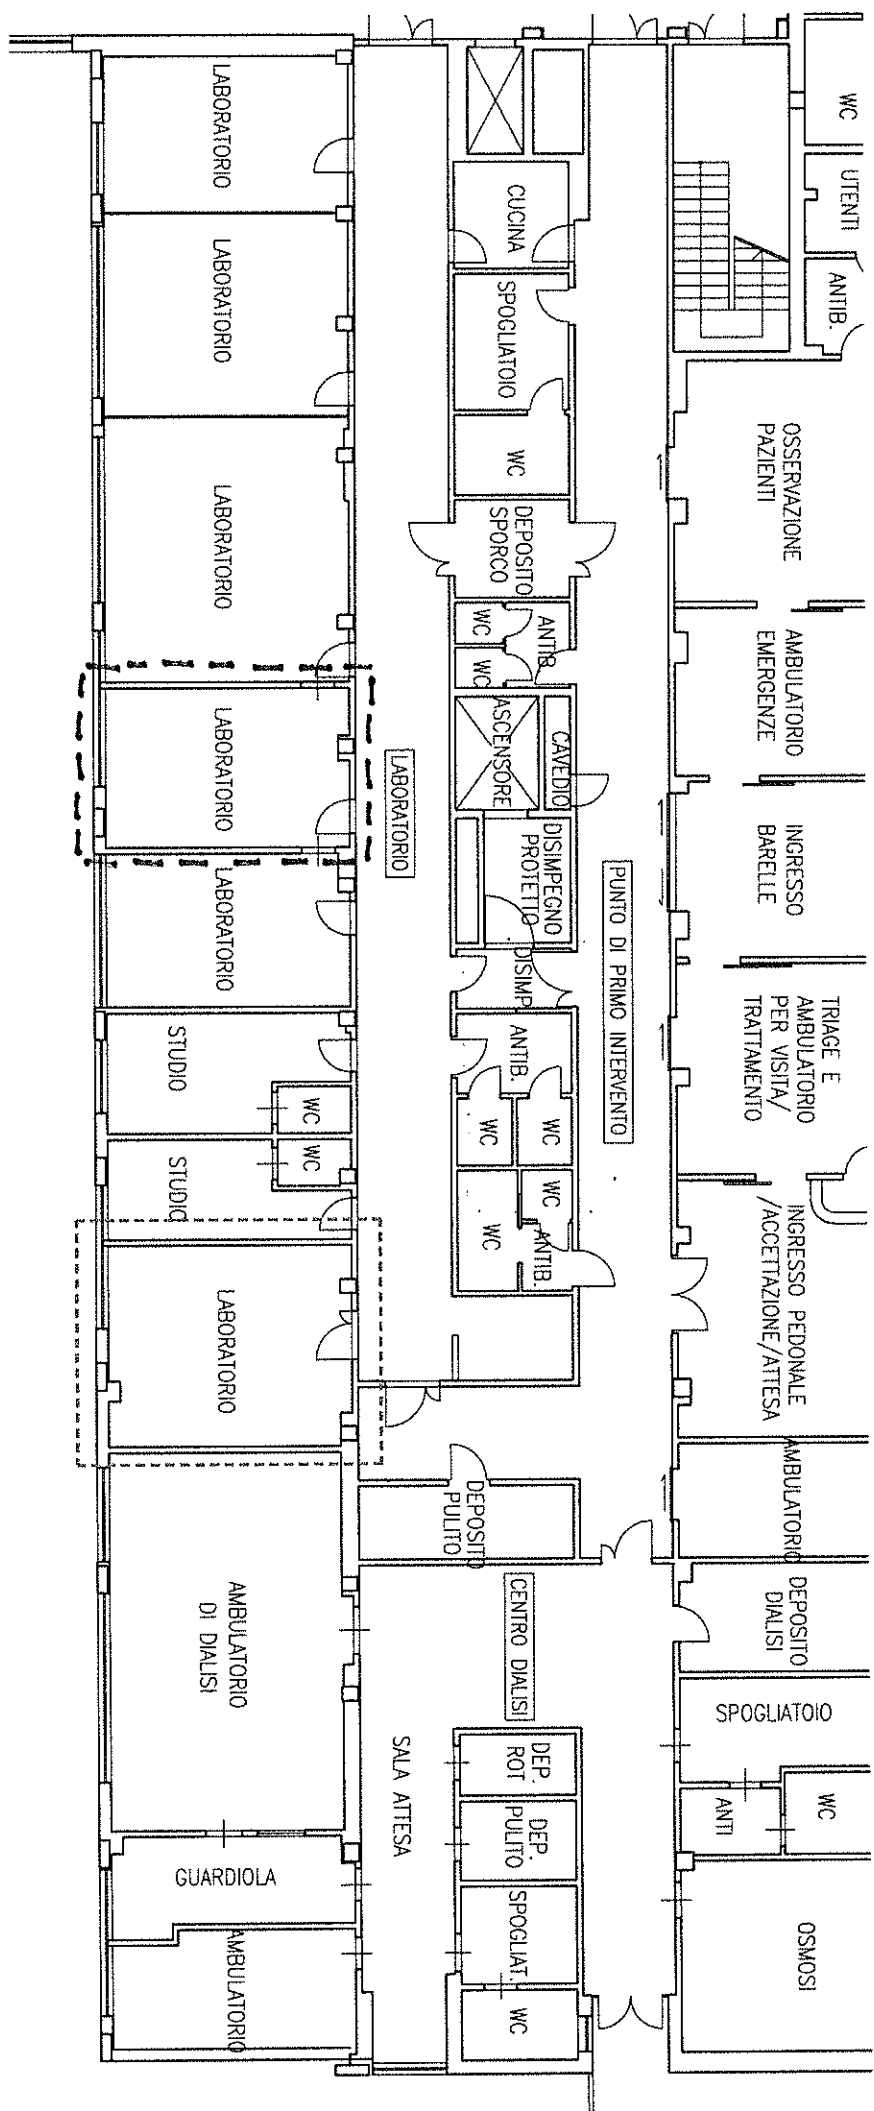 WC
UTENTI
ANTIB.
OSSERVAZIONE
PAZIENTI
AMBULATORIO
EMERGENZE
INGRESSO
BARELLE
TRIAGE E
AMBULATORIO
PER VISITA/
TRATTAMENTO
INGRESSO PEDONALE
/ACCETTAZIONE/ATTESA
AMBULATORIO
DEPOSITO
DIALISI
SPOGLIATOIO
ANTI
WC
OSMOSI
PUNTO DI PRIMO INTERVENTO
CUCINA
SPOGLIATOIO
WC
DEPOSITO
SPORCO
WC
WC
ANTIB.
ASCENSORE
CAVEDIO
DISIMPEGNO
PROTETTO
DISIMP.
ANTIB.
WC
WC
WC
WC
ANTIB.
DEPOSITO
PULITO
CENTRO DIALISI
DEP.
ROT
DEP.
PULITO
SPOGLIAT.
WC
SALA ATTESA
LABORATORIO
LABORATORIO
LABORATORIO
LABORATORIO
LABORATORIO
LABORATORIO
STUDIO
WC
WC
STUDIO
LABORATORIO
AMBULATORIO
DI DIALISI
GUARDIOLA
AMBULATORIO